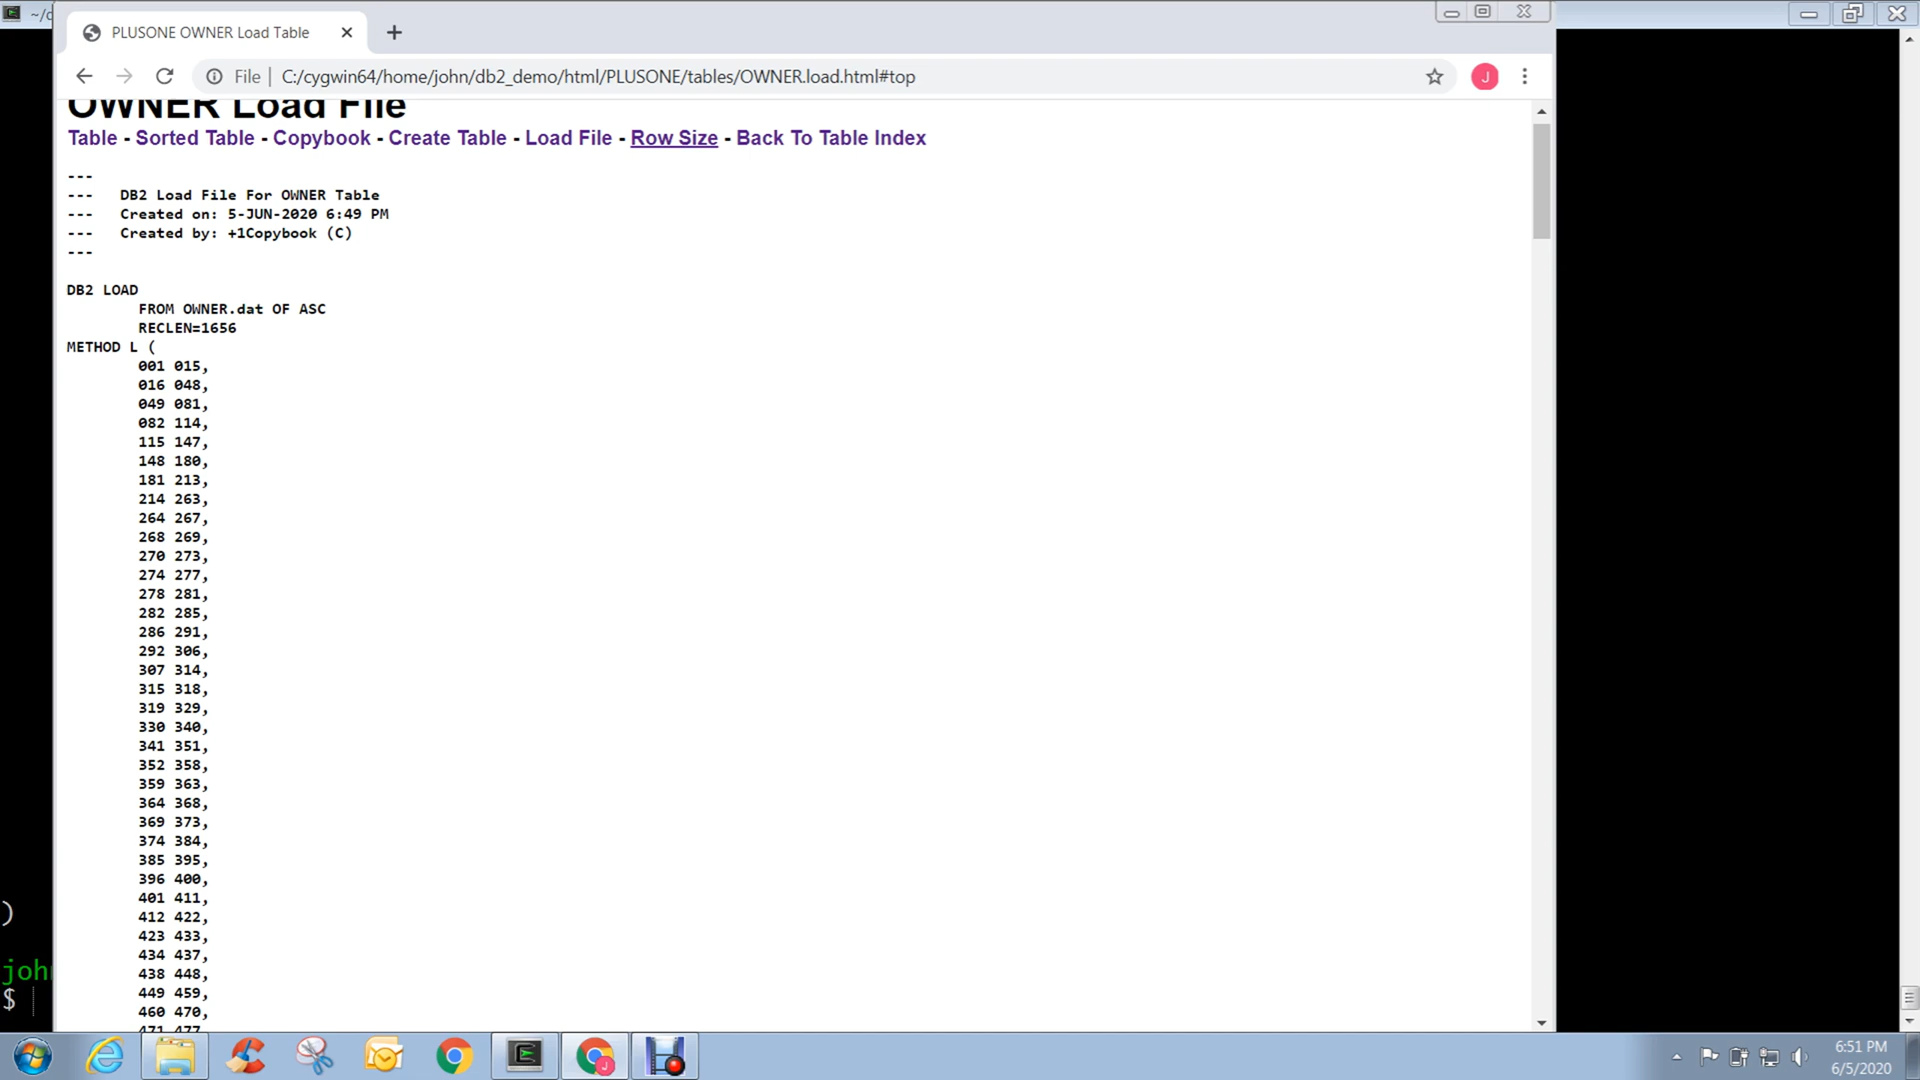 ~/d
PLUSONE OWNER Load Table
File | C:/cygwin64/home/john/db2_demo/html/PLUSONE/tables/OWNER.load.html#top
J
OWNER Load File
Table - Sorted Table - Copybook - Create Table - Load File - Row Size - Back To Table Index
---
--- DB2 Load File For OWNER Table
--- Created on: 5-JUN-2020 6:49 PM
--- Created by: +1Copybook (C)
---
DB2 LOAD
FROM OWNER.dat OF ASC
RECLEN=1656
METHOD L (
001 015,
016 048,
049 081,
082 114,
115 147,
148 180,
181 213,
214 263,
264 267,
268 269,
270 273,
274 277,
278 281,
282 285,
286 291,
292 306,
307 314,
315 318,
319 329,
330 340,
341 351,
352 358,
359 363,
364 368,
369 373,
374 384,
385 395,
396 400,
401 411,
412 422,
423 433,
434 437,
438 448,
449 459,
460 470,
471 477,
)
john
$
6:51 PM
6/5/2020